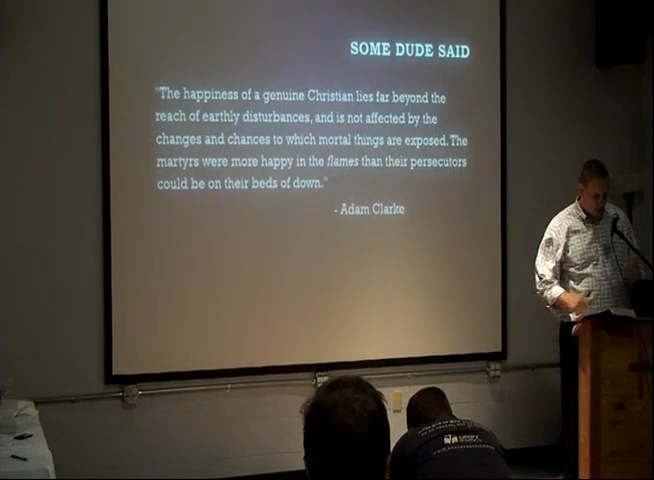 SOME DUDE SAID
"The happiness of a genuine Christian lies far beyond the
reach of earthly disturbances, and is not affected by the
changes and chances to which mortal things are exposed. The
martyrs were more happy in the flames than their persecutors
could be on their beds of down."
- Adam Clarke